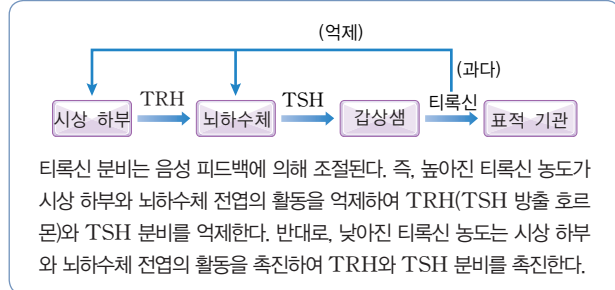 (억제)
(과다)
시상 하부 TRH 뇌하수체 TSH 갑상샘 티록신 표적 기관
티록신 분비는 음성 피드백에 의해 조절된다. 즉, 높아진 티록신 농도가
시상 하부와 뇌하수체 전엽의 활동을 억제하여 TRH(TSH 방출 호르
몬)와 TSH 분비를 억제한다. 반대로, 낮아진 티록신 농도는 시상 하부
와 뇌하수체 전엽의 활동을 촉진하여 TRH와 TSH 분비를 촉진한다.